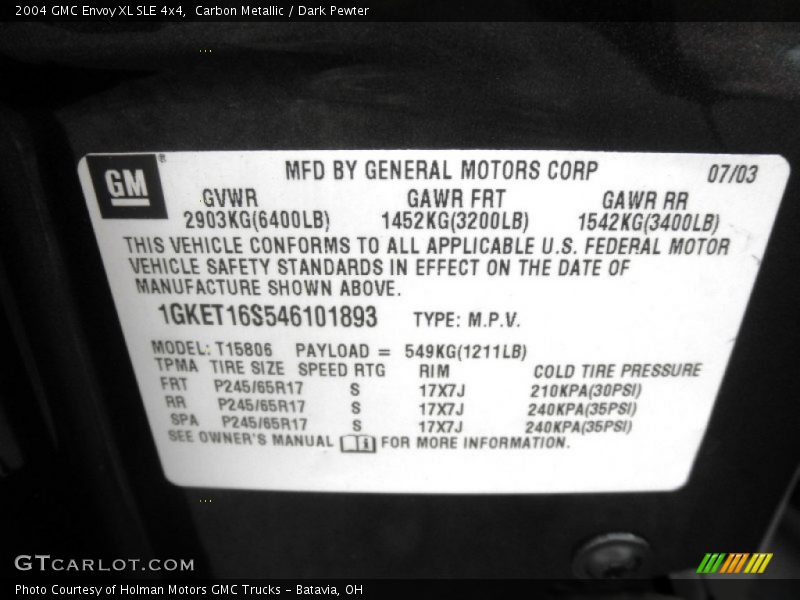 2004 GMC Envoy XL SLE 4x4,  Carbon Metallic / Dark Pewter
GM ® MFD BY GENERAL MOTORS CORP 07/03
GVWR GAWR FRT GAWR RR
2903KG(6400LB) 1452KG(3200LB) 1542KG(3400LB)
THIS VEHICLE CONFORMS TO ALL APPLICABLE U.S. FEDERAL MOTOR
VEHICLE SAFETY STANDARDS IN EFFECT ON THE DATE OF
MANUFACTURE SHOWN ABOVE.
1GKET16S546101893 TYPE: M.P.V.
MODEL: T15806 PAYLOAD = 549KG(1211LB)
TPMA TIRE SIZE SPEED RTG RIM COLD TIRE PRESSURE
FRT P245/65R17 S 17X7J 210KPA(30PSI)
RR P245/65R17 S 17X7J 240KPA(35PSI)
SPA P245/65R17 S 17X7J 240KPA(35PSI)
SEE OWNER'S MANUAL FOR MORE INFORMATION.
GTCARLOT.COM
Photo Courtesy of Holman Motors GMC Trucks – Batavia, OH